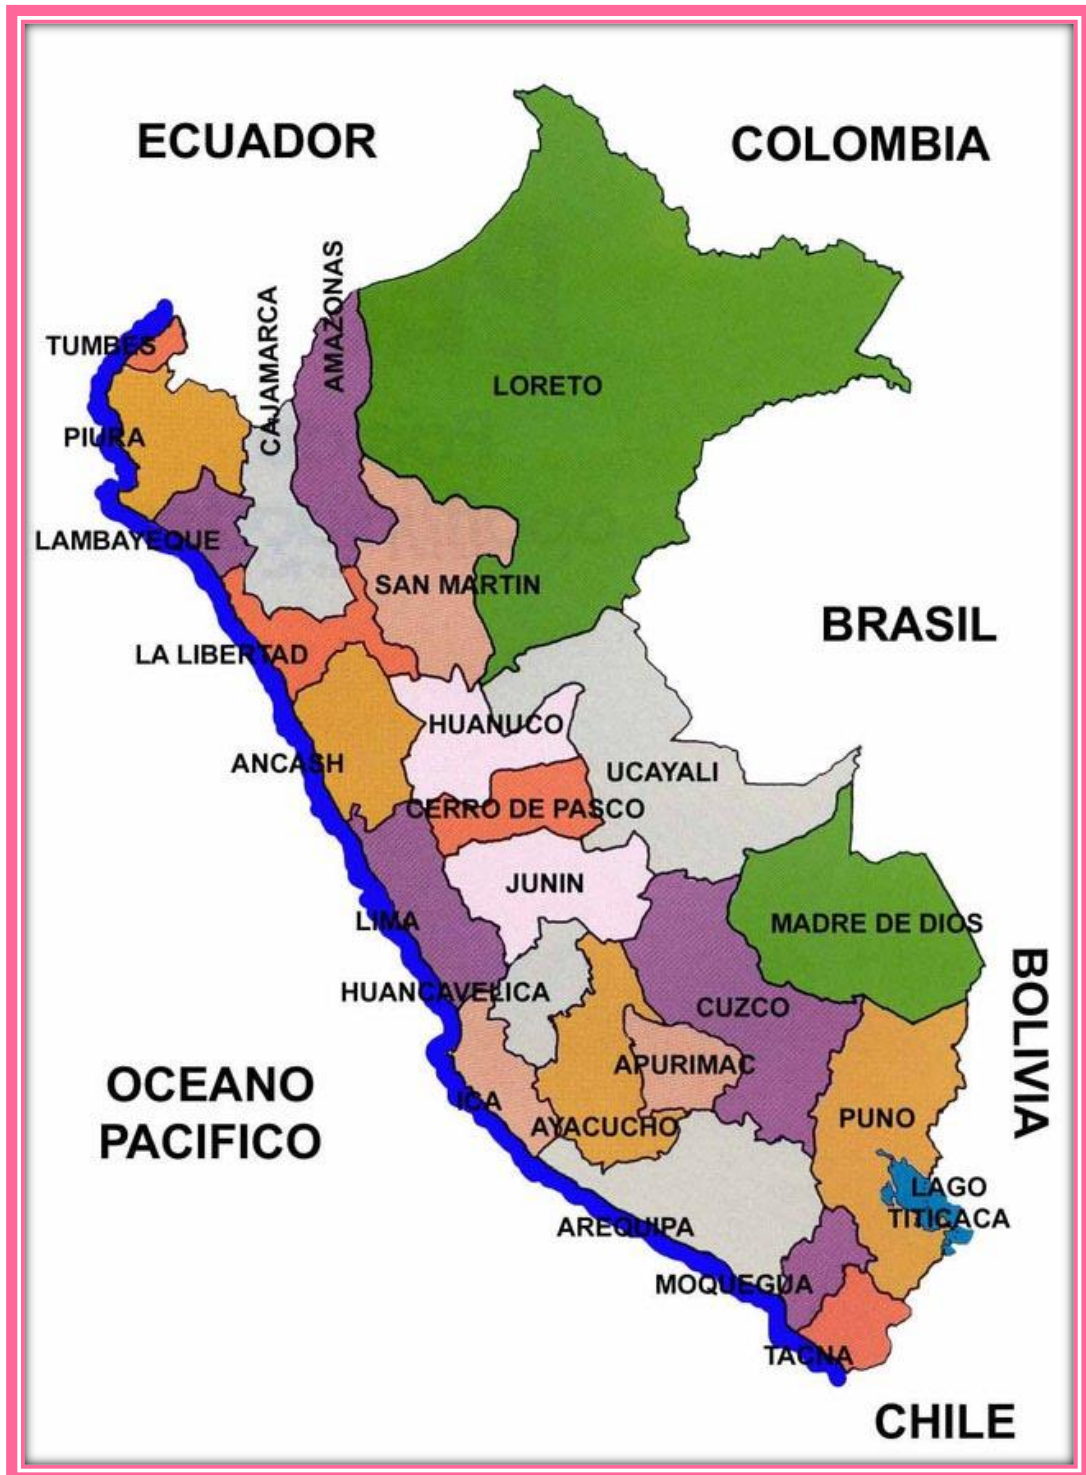 ECUADOR
COLOMBIA
AMAZONAS
CAJAMARCA
TUMBES
LORETO
PIURA
LAMBAYEQUE
SAN MARTIN
BRASIL
LA LIBERTAD
HUANUCO
ANCASH
UCAYALI
CERRO DE PASCO
JUNIN
LIMA
MADRE DE DIOS
HUANCAVELICA
CUZCO
BOLIVIA
APURIMAC
OCEANO
PACIFICO
ICA
AYACUCHO
PUNO
LAGO
TITICACA
AREQUIPA
MOQUEGUA
TACNA
CHILE